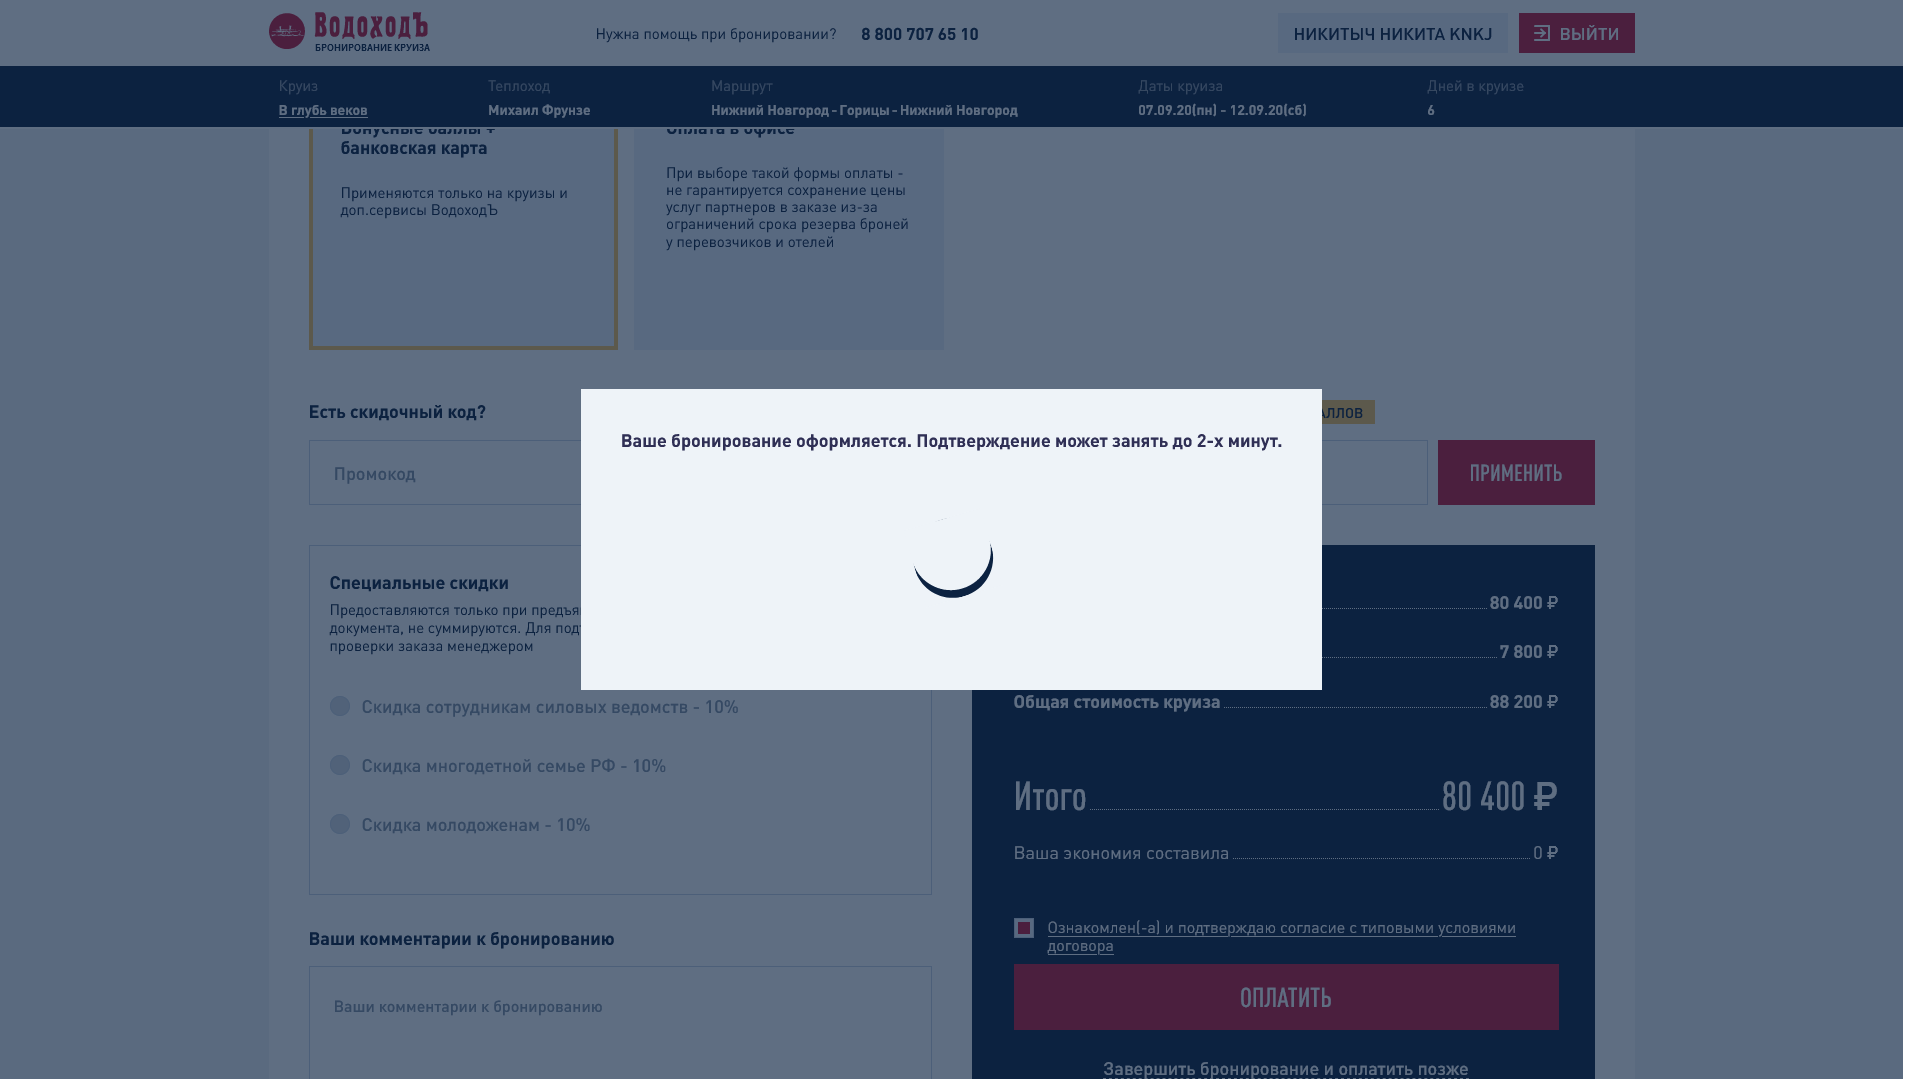 ВодоходЪ
БРОНИРОВАНИЕ КРУИЗА
Нужна помощь при бронировании?
8 800 707 65 10
НИКИТЫЧ НИКИТА KNKJ
ВЫЙТИ
Круиз
Теплоход
Маршрут
Даты круиза
Дней в круизе
В глубь веков
Михаил Фрунзе
Нижний Новгород - Горицы - Нижний Новгород
07.09.20(пн) - 12.09.20(сб)
6
Бонусные баллы +
банковская карта
Применяются только на круизы и
доп.сервисы ВодоходЪ
Оплата в офисе
При выборе такой формы оплаты -
не гарантируется сохранение цены
услуг партнеров в заказе из-за
ограничений срока резерва броней
у перевозчиков и отелей
Есть скидочный код?
Промокод
ПРИМЕНИТЬ
Ваше бронирование оформляется. Подтверждение может занять до 2-х минут.
Специальные скидки
Предоставляются только при
документа, не суммируются. Для
проверки заказа менеджером
Скидка сотрудникам силовых ведомств - 10%
Скидка многодетной семье РФ - 10%
Скидка молодоженам - 10%
Ваши комментарии к бронированию
Ваши комментарии к бронированию
80 400 ₽
7 800 ₽
Общая стоимость круиза 88 200 ₽
Итого 80 400 ₽
Ваша экономия составила 0 ₽
Ознакомлен(-а) и подтверждаю согласие с типовыми условиями
договора
ОПЛАТИТЬ
Завершить бронирование и оплатить позже